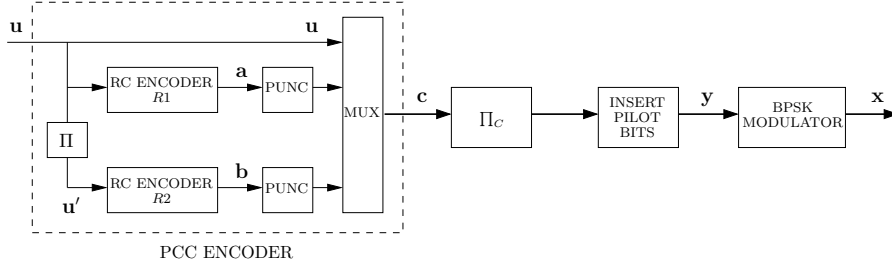 u
u
RC ENCODER
R1
a
PUNC
MUX
Π
u′
RC ENCODER
R2
b
PUNC
c
Π_C
INSERT
PILOT
BITS
y
BPSK
MODULATOR
x
PCC ENCODER